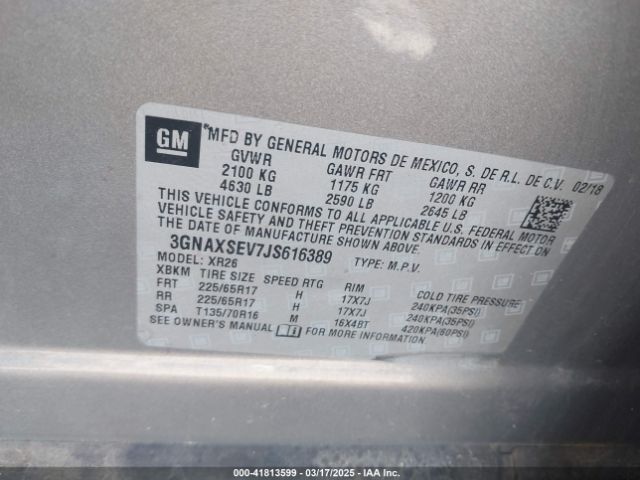 GM
*MFD BY GENERAL MOTORS DE MEXICO, S. DE R.L. DE C.V. 02/18
GVWR GAWR FRT GAWR RR
2100 KG 1175 KG 1200 KG
4630 LB 2590 LB 2645 LB
THIS VEHICLE CONFORMS TO ALL APPLICABLE U.S. FEDERAL MOTOR
VEHICLE SAFETY AND THEFT PREVENTION STANDARDS IN EFFECT ON
THE DATE OF MANUFACTURE SHOWN ABOVE.
3GNAXSEV7JS616389 TYPE: M.P.V.
MODEL: XR26
XBKM TIRE SIZE SPEED RTG RIM COLD TIRE PRESSURE
FRT 225/65R17 H 17X7J 240KPA(35PSI)
RR 225/65R17 H 17X7J 240KPA(35PSI)
SPA T135/70R16 M 16X4BT 420KPA(60PSI)
SEE OWNER'S MANUAL i FOR MORE INFORMATION
000-41813599 | 03/17/2025 | IAA Inc.